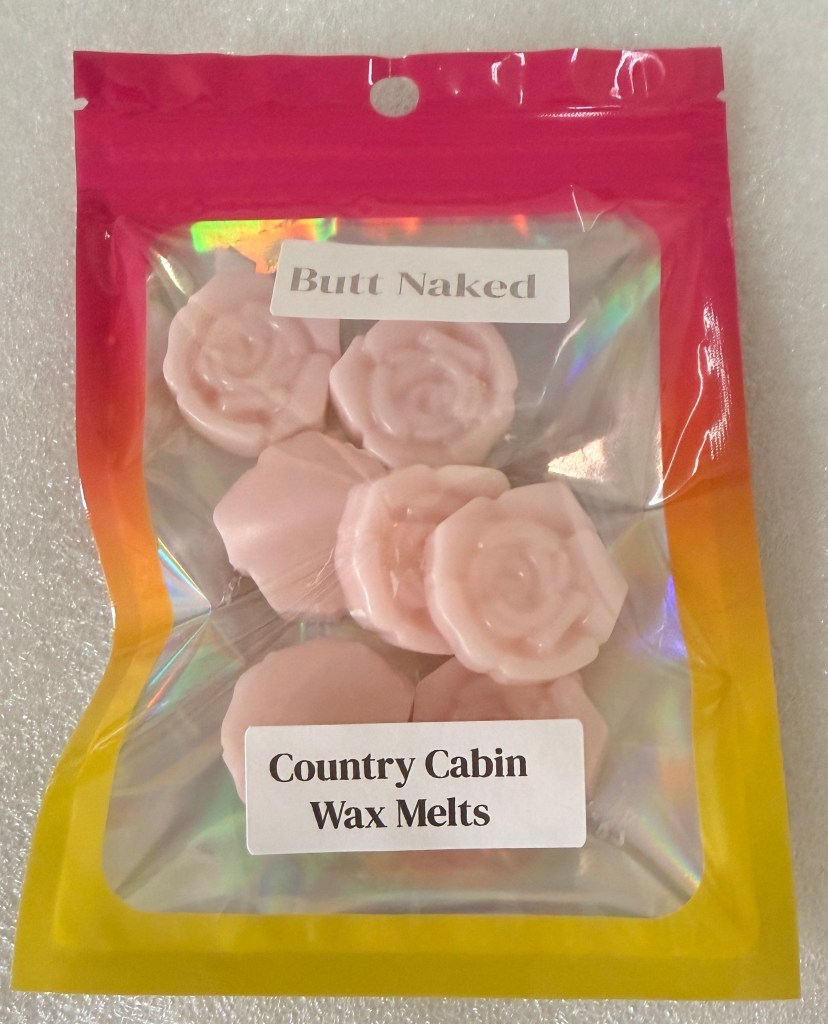 Butt Naked
Country Cabin
Wax Melts